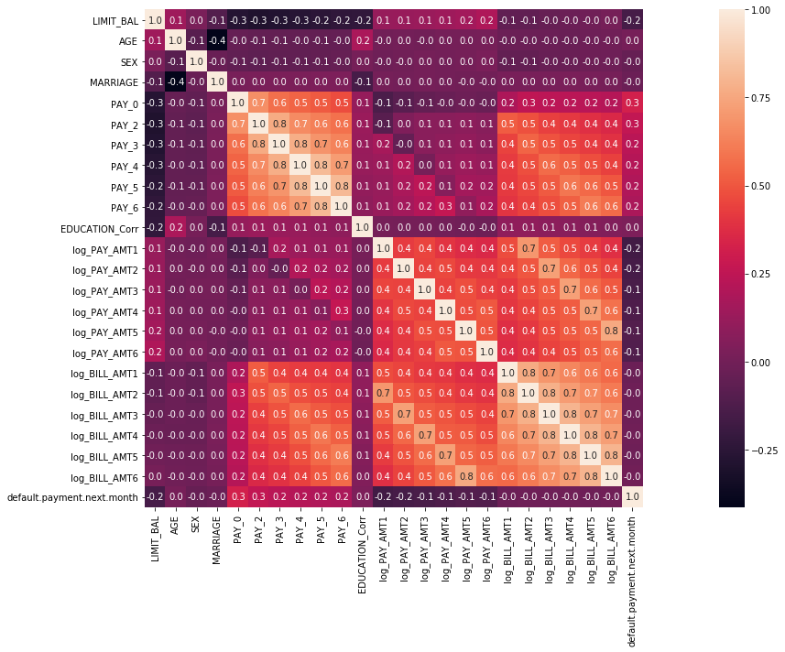 LIMIT_BAL 1.0 0.1 0.0 -0.1 -0.3 -0.3 -0.3 -0.3 -0.2 -0.2 -0.2 0.1 0.1 0.1 0.1 0.2 0.2 -0.1 -0.1 -0.0 -0.0 -0.0 0.0 -0.2
AGE 0.1 1.0 -0.1 -0.4 -0.0 -0.1 -0.1 -0.0 -0.1 -0.0 0.2 -0.0 0.0 -0.0 0.0 0.0 0.0 -0.0 -0.0 -0.0 -0.0 -0.0 -0.0 0.0
SEX 0.0 -0.1 1.0 -0.0 -0.1 -0.1 -0.1 -0.1 -0.1 -0.0 0.0 -0.0 -0.0 0.0 0.0 -0.0 -0.0 -0.1 -0.1 -0.0 -0.0 -0.0 -0.0 -0.0
MARRIAGE -0.1 -0.4 -0.0 1.0 0.0 0.0 0.0 0.0 0.0 0.0 -0.1 0.0 0.0 0.0 0.0 -0.0 -0.0 0.0 0.0 0.0 0.0 0.0 0.0 -0.0
PAY_0 -0.3 -0.0 -0.1 0.0 1.0 0.7 0.6 0.5 0.5 0.5 0.1 -0.1 -0.1 -0.1 -0.0 -0.0 -0.0 0.2 0.3 0.2 0.2 0.2 0.2 0.3
PAY_2 -0.3 -0.1 -0.1 0.0 0.7 1.0 0.8 0.7 0.6 0.6 0.1 -0.1 0.0 0.1 0.1 0.1 0.1 0.5 0.5 0.4 0.4 0.4 0.4 0.3
PAY_3 -0.3 -0.1 -0.1 0.0 0.6 0.8 1.0 0.8 0.7 0.6 0.1 0.2 -0.0 0.1 0.1 0.1 0.1 0.4 0.5 0.5 0.5 0.4 0.4 0.2
PAY_4 -0.3 -0.0 -0.1 0.0 0.5 0.7 0.8 1.0 0.8 0.7 0.1 0.1 0.2 0.0 0.1 0.1 0.1 0.4 0.5 0.6 0.5 0.5 0.4 0.2
PAY_5 -0.2 -0.1 -0.1 0.0 0.5 0.6 0.7 0.8 1.0 0.8 0.1 0.1 0.2 0.2 0.1 0.2 0.2 0.4 0.5 0.5 0.6 0.6 0.5 0.2
PAY_6 -0.2 -0.0 -0.0 0.0 0.5 0.6 0.6 0.7 0.8 1.0 0.1 0.1 0.2 0.2 0.3 0.1 0.2 0.4 0.4 0.5 0.5 0.6 0.6 0.2
EDUCATION_Corr -0.2 0.2 0.0 -0.1 0.1 0.1 0.1 0.1 0.1 0.1 1.0 0.0 0.0 0.0 0.0 -0.0 -0.0 0.1 0.1 0.1 0.1 0.1 0.1 0.0
log_PAY_AMT1 0.1 -0.0 -0.0 0.0 -0.1 -0.1 0.2 0.1 0.1 0.1 0.0 1.0 0.4 0.4 0.4 0.4 0.4 0.5 0.7 0.5 0.5 0.4 0.4 -0.2
log_PAY_AMT2 0.1 0.0 -0.0 0.0 -0.1 0.0 -0.0 0.2 0.2 0.2 0.0 0.4 1.0 0.4 0.5 0.4 0.4 0.4 0.5 0.7 0.6 0.5 0.5 -0.2
log_PAY_AMT3 0.1 -0.0 0.0 0.0 -0.1 0.1 0.1 0.0 0.2 0.2 0.0 0.4 0.4 1.0 0.4 0.5 0.4 0.4 0.4 0.5 0.7 0.6 0.5 -0.1
log_PAY_AMT4 0.1 0.0 0.0 0.0 -0.0 0.1 0.1 0.1 0.1 0.3 0.0 0.4 0.5 0.4 1.0 0.5 0.5 0.4 0.4 0.5 0.5 0.7 0.6 -0.1
log_PAY_AMT5 0.2 0.0 -0.0 -0.0 -0.0 0.1 0.1 0.1 0.2 0.1 -0.0 0.4 0.4 0.5 0.5 1.0 0.5 0.4 0.4 0.5 0.5 0.6 0.8 -0.1
log_PAY_AMT6 0.2 0.0 -0.0 -0.0 -0.0 0.1 0.1 0.1 0.2 0.2 -0.0 0.4 0.4 0.4 0.5 0.5 1.0 0.4 0.4 0.4 0.5 0.5 0.6 -0.1
log_BILL_AMT1 -0.1 -0.0 -0.1 0.0 0.2 0.5 0.4 0.4 0.4 0.4 0.1 0.5 0.4 0.4 0.4 0.4 0.4 1.0 0.8 0.7 0.6 0.6 0.6 -0.0
log_BILL_AMT2 -0.1 -0.0 -0.1 0.0 0.3 0.5 0.5 0.5 0.5 0.4 0.1 0.7 0.5 0.4 0.4 0.4 0.4 0.8 1.0 0.8 0.7 0.7 0.6 -0.0
log_BILL_AMT3 -0.0 -0.0 -0.0 0.0 0.2 0.4 0.5 0.6 0.5 0.5 0.1 0.5 0.7 0.5 0.5 0.5 0.4 0.7 0.8 1.0 0.8 0.7 0.7 -0.0
log_BILL_AMT4 -0.0 -0.0 -0.0 0.0 0.2 0.4 0.5 0.5 0.6 0.5 0.1 0.5 0.6 0.7 0.5 0.5 0.5 0.6 0.7 0.8 1.0 0.8 0.7 -0.0
log_BILL_AMT5 -0.0 -0.0 -0.0 0.0 0.2 0.4 0.4 0.5 0.6 0.6 0.1 0.4 0.5 0.6 0.7 0.6 0.5 0.6 0.7 0.7 0.8 1.0 0.8 -0.0
log_BILL_AMT6 0.0 -0.0 -0.0 0.0 0.2 0.4 0.4 0.4 0.5 0.6 0.1 0.4 0.5 0.5 0.6 0.8 0.6 0.6 0.6 0.7 0.7 0.8 1.0 -0.0
default.payment.next.month -0.2 0.0 -0.0 -0.0 0.3 0.3 0.2 0.2 0.2 0.2 0.0 -0.2 -0.2 -0.1 -0.1 -0.1 -0.1 -0.0 -0.0 -0.0 -0.0 -0.0 -0.0 1.0
LIMIT_BAL
AGE
SEX
MARRIAGE
PAY_0
PAY_2
PAY_3
PAY_4
PAY_5
PAY_6
EDUCATION_Corr
log_PAY_AMT1
log_PAY_AMT2
log_PAY_AMT3
log_PAY_AMT4
log_PAY_AMT5
log_PAY_AMT6
log_BILL_AMT1
log_BILL_AMT2
log_BILL_AMT3
log_BILL_AMT4
log_BILL_AMT5
log_BILL_AMT6
default.payment.next.month
1.00
0.75
0.50
0.25
0.00
−0.25